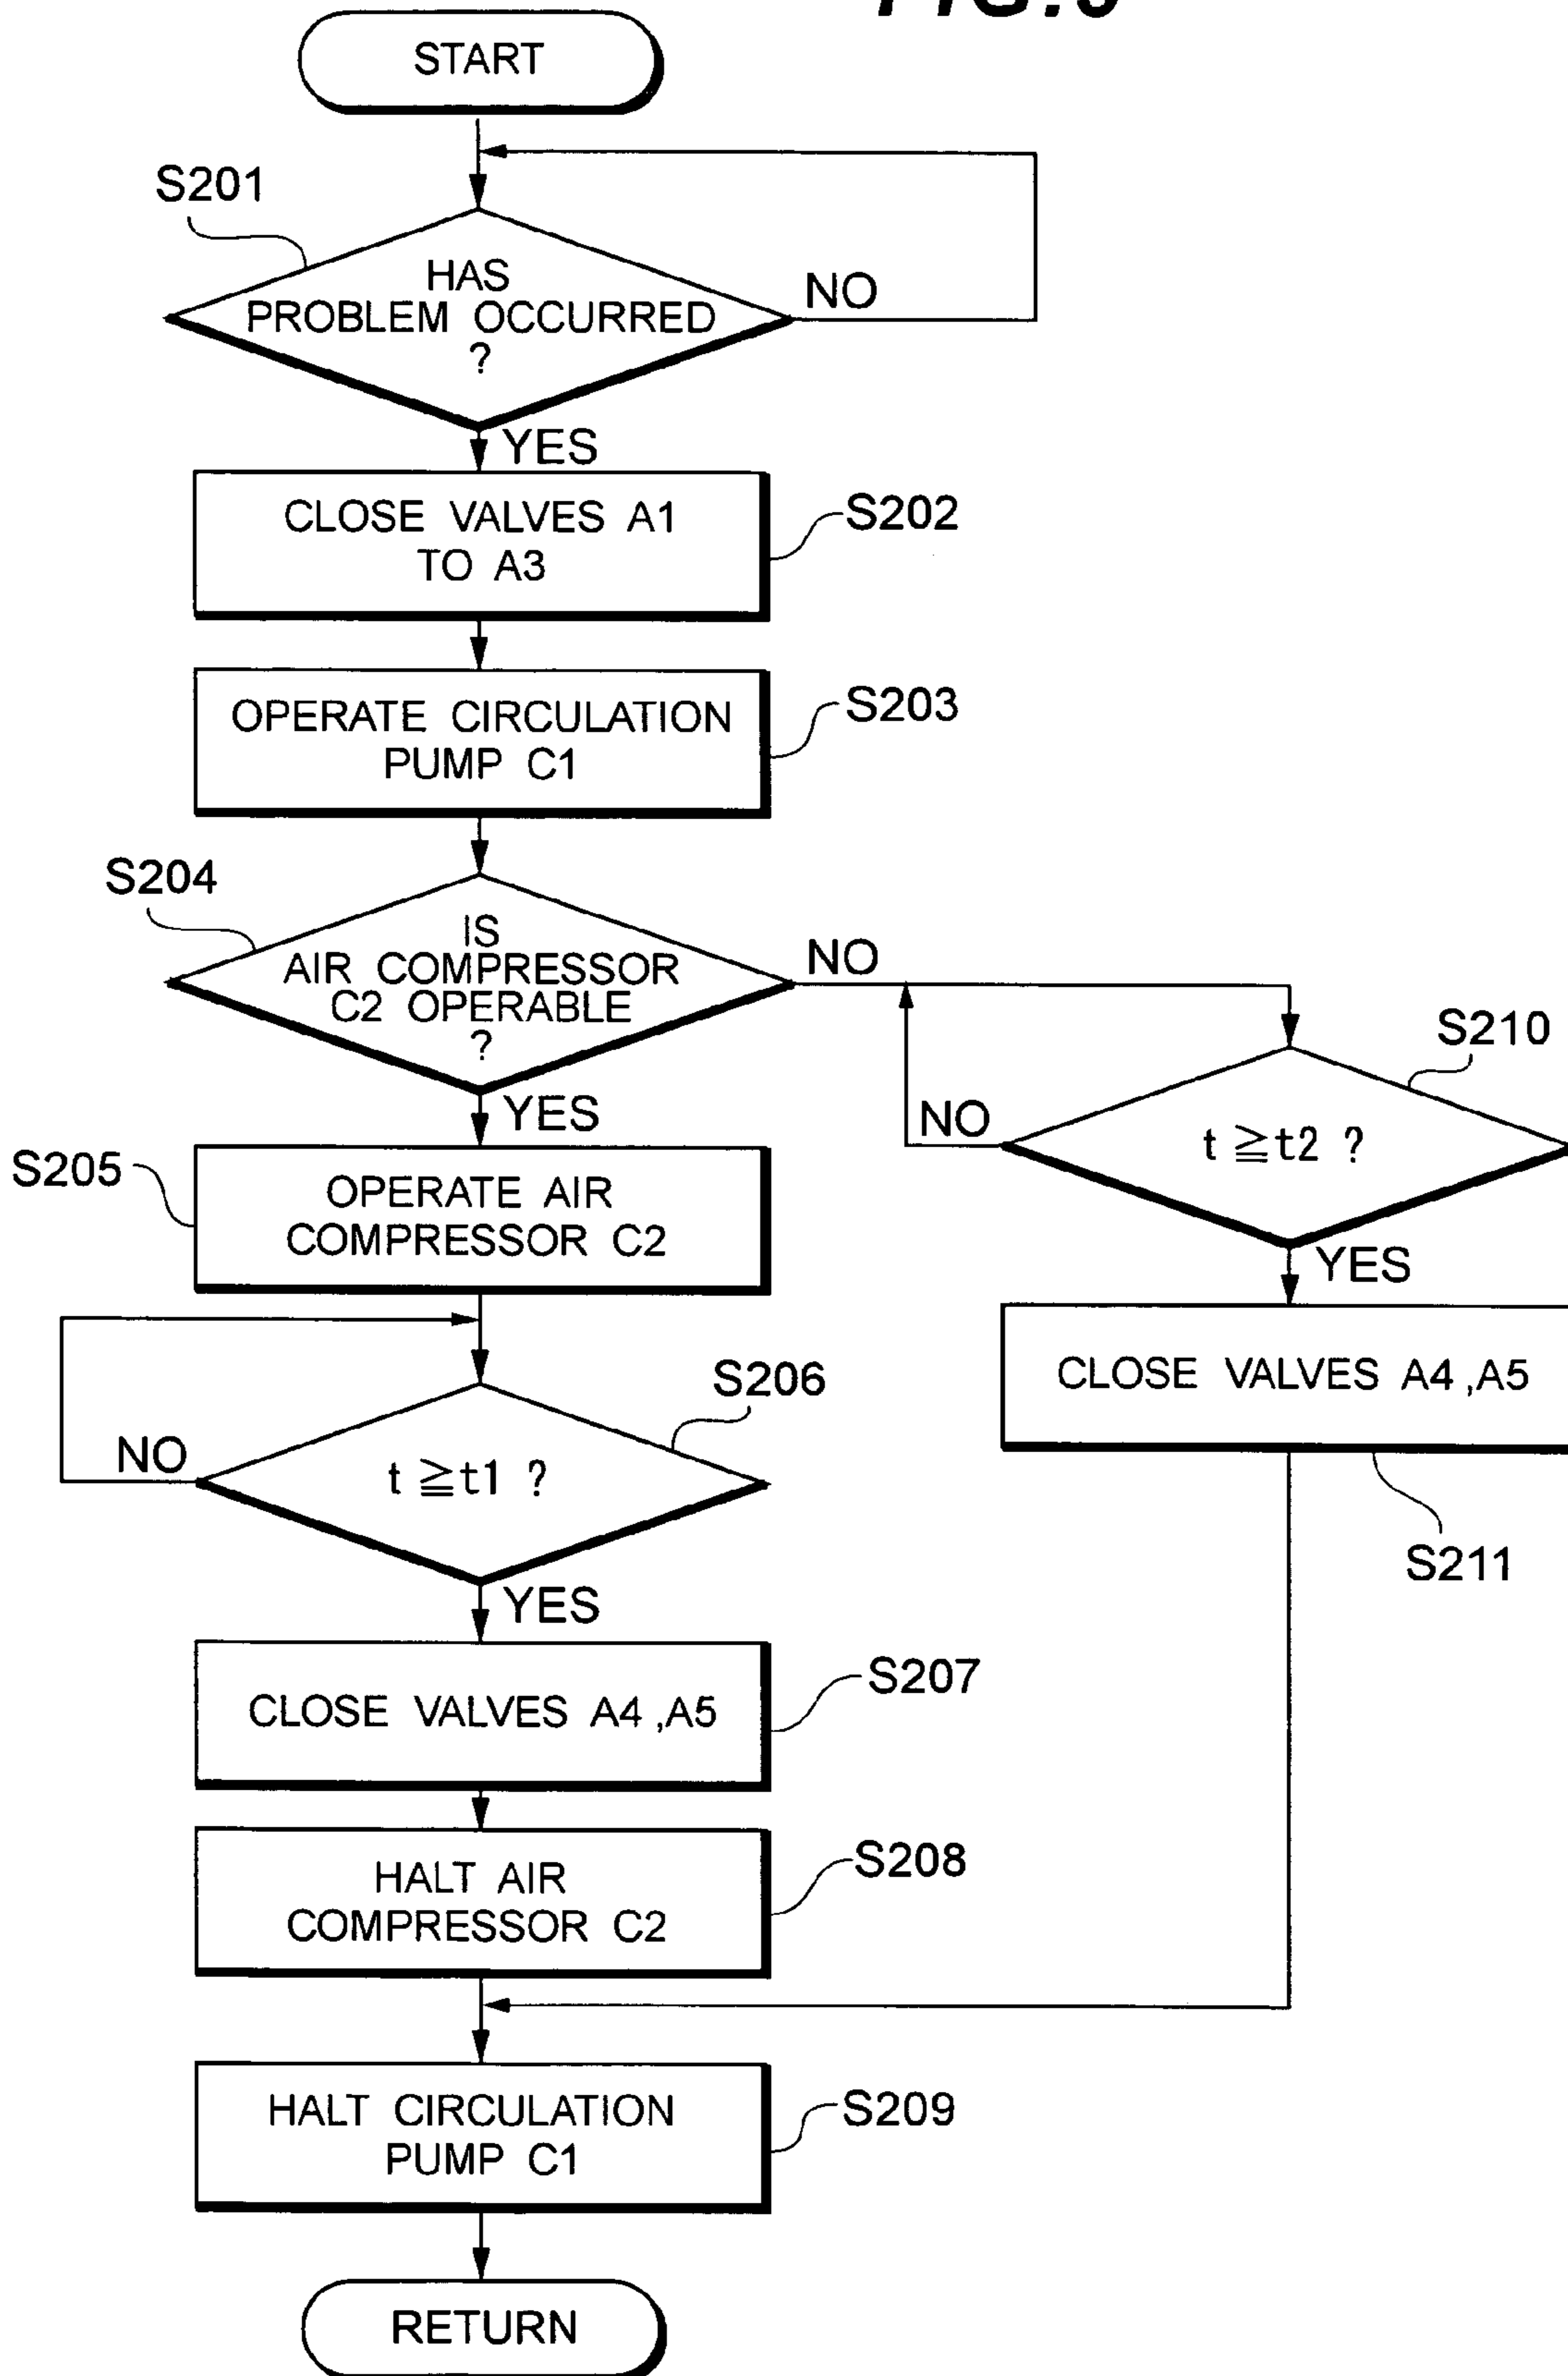 START
S201
HAS
PROBLEM OCCURRED
?
NO
YES
CLOSE VALVES A1
TO A3
S202
OPERATE CIRCULATION
PUMP C1
S203
S204
IS
AIR COMPRESSOR
C2 OPERABLE
?
NO
S210
YES
NO
t ≧t2 ?
S205
OPERATE AIR
COMPRESSOR C2
YES
CLOSE VALVES A4 ,A5
S211
S206
NO
t ≧t1 ?
YES
CLOSE VALVES A4 ,A5
S207
HALT AIR
COMPRESSOR C2
S208
HALT CIRCULATION
PUMP C1
S209
RETURN